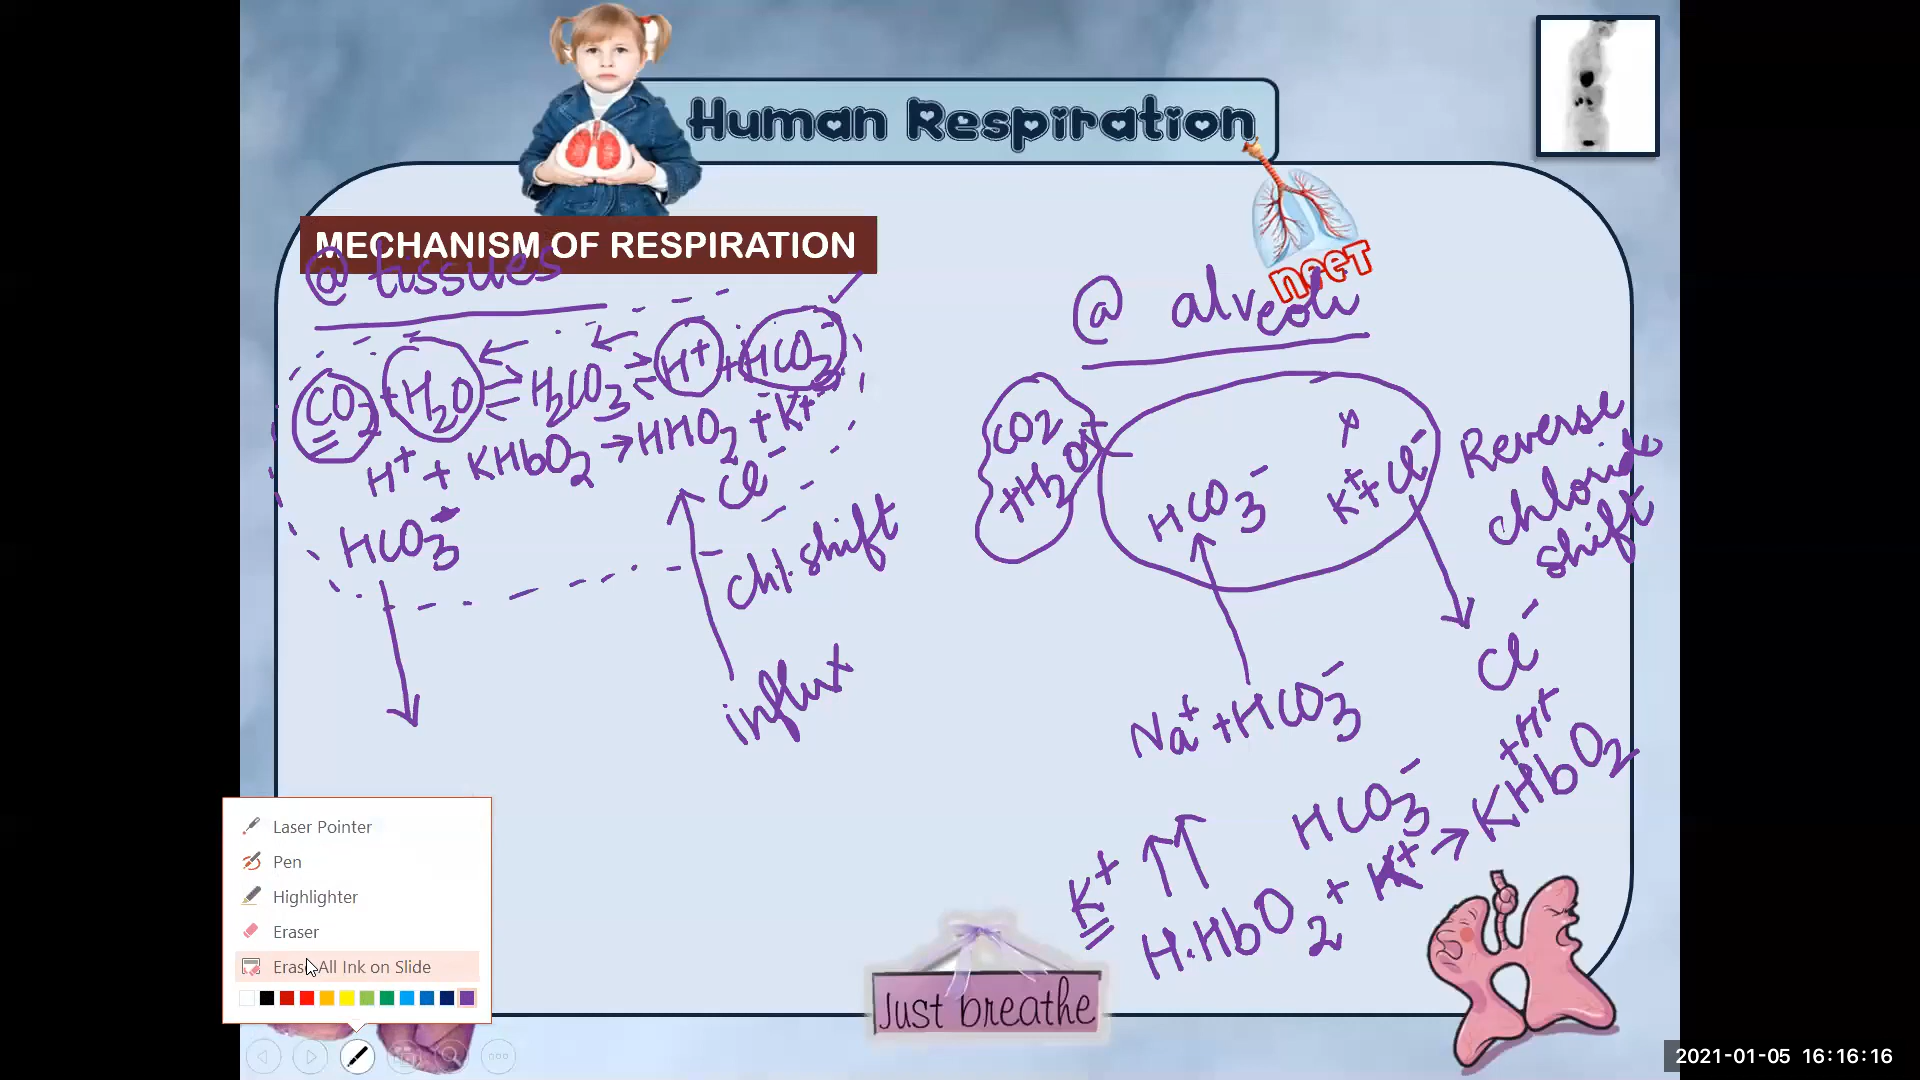 Human Respiration
NEET
MECHANISM OF RESPIRATION
@ tissues
CO2 + H2O ⇌ H2CO3 ⇌ H+ + HCO3-
H+ + KHbO2 → HHO2 + K+
HCO3-
Cl-
chl. shift
influx
@ alveoli
CO2
+H2O
HCO3-
K+ + Cl-
Reverse
chloride
shift
Cl-
Na+ + HCO3-
HCO3-
+H+
K+
H.HbO2 + K+ → KHbO2
Just breathe
Laser Pointer
Pen
Highlighter
Eraser
Erase All Ink on Slide
2021-01-05 16:16:16